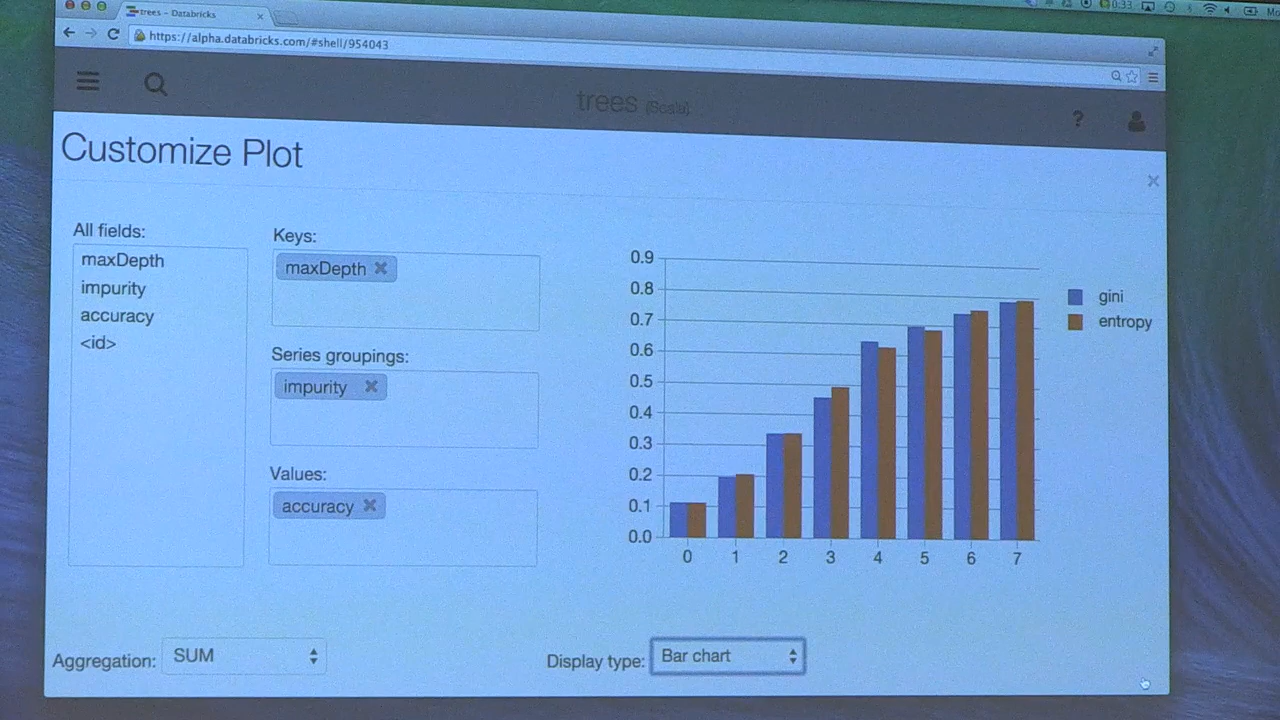 trees - Databricks
https://alpha.databricks.com/#shell/954043
0:33
trees (Scala)
?
Customize Plot
All fields:
maxDepth
impurity
accuracy
<id>
Keys:
maxDepth
Series groupings:
impurity
Values:
accuracy
0.9
0.8
0.7
0.6
0.5
0.4
0.3
0.2
0.1
0.0
0 1 2 3 4 5 6 7
gini
entropy
Aggregation: SUM
Display type: Bar chart